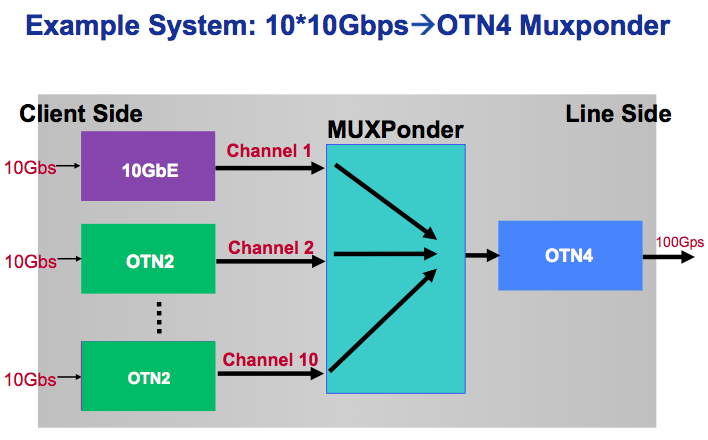 Example System: 10*10Gbps→OTN4 Muxponder
Client Side
Line Side
MUXPonder
10Gbs
10GbE
Channel 1
10Gbs
OTN2
Channel 2
OTN4
100Gps
10Gbs
OTN2
Channel 10